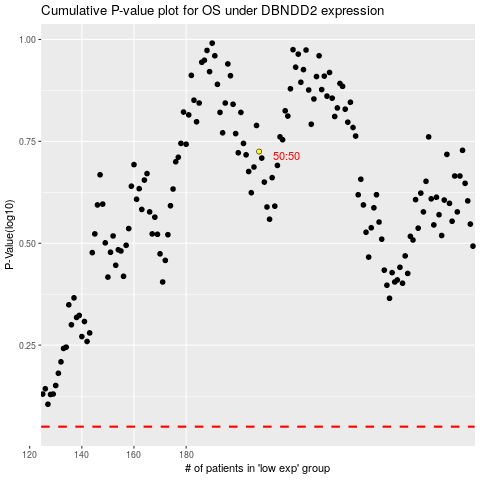 Cumulative P-value plot for OS under DBNDD2 expression
1.00
0.75
0.50
0.25
P-Value(log10)
50:50
120 140 160 180
# of patients in 'low exp' group